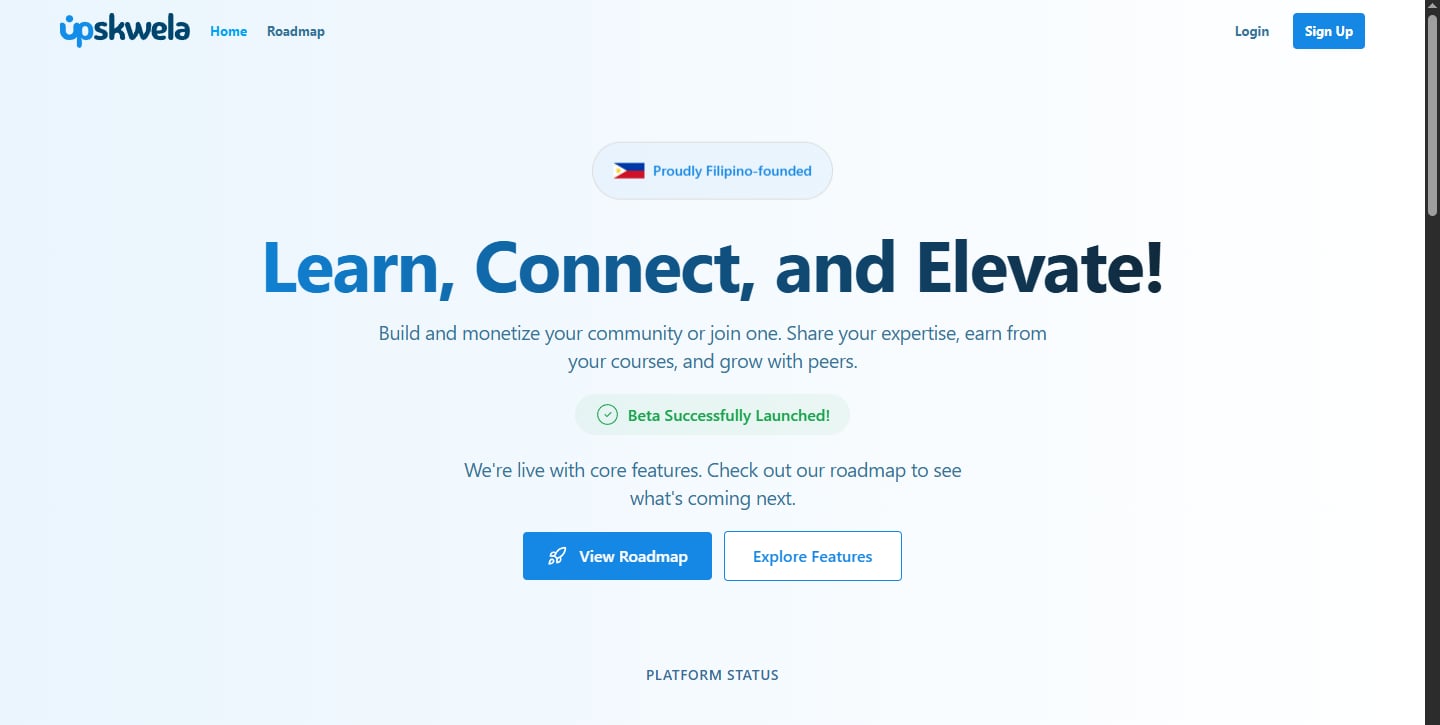 upskwela
Home
Roadmap
Login
Sign Up
Proudly Filipino-founded
Learn, Connect, and Elevate!
Build and monetize your community or join one. Share your expertise, earn from
your courses, and grow with peers.
Beta Successfully Launched!
We're live with core features. Check out our roadmap to see
what's coming next.
View Roadmap
Explore Features
PLATFORM STATUS